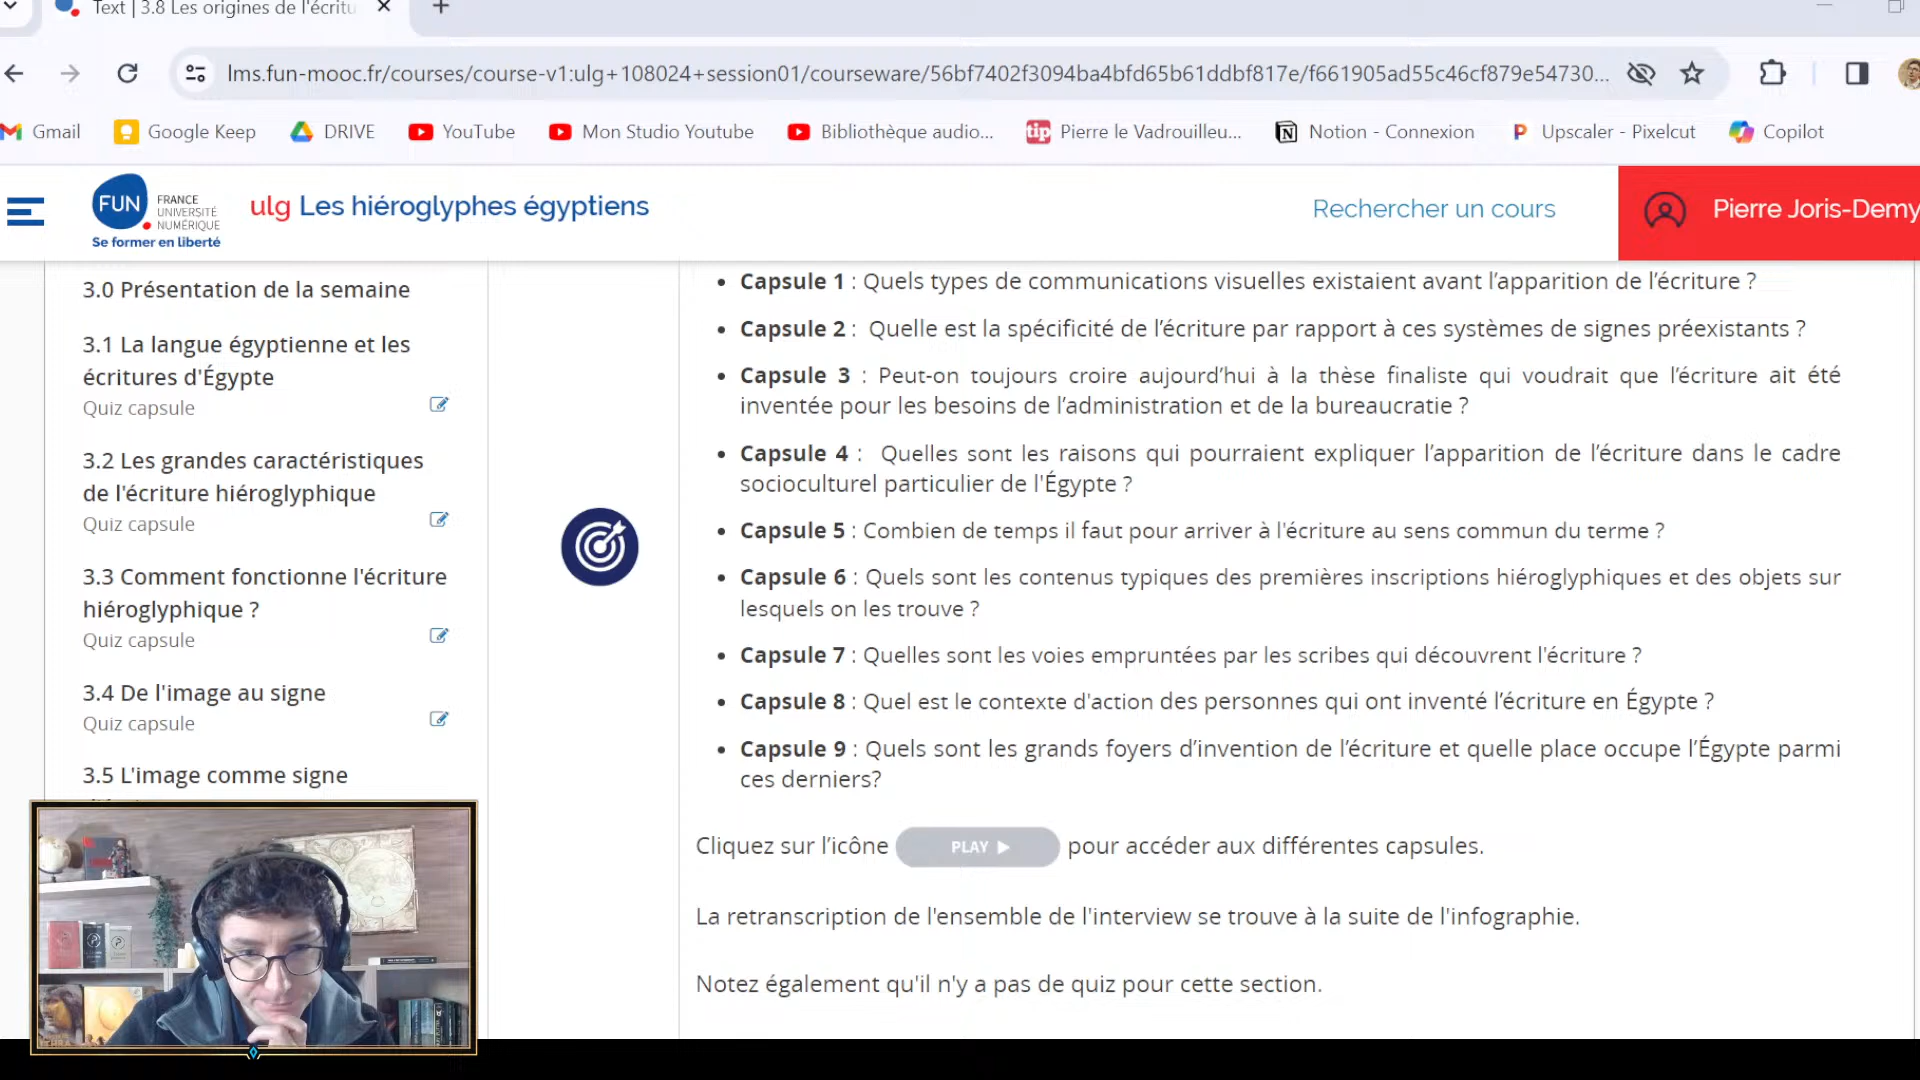 Text | 3.8 Les origines de l'écritu
lms.fun-mooc.fr/courses/course-v1:ulg+108024+session01/courseware/56bf7402f3094ba4bfd65b61ddbf817e/f661905ad55c46cf879e54730...
Gmail Google Keep DRIVE YouTube Mon Studio Youtube Bibliothèque audio... tip Pierre le Vadrouilleu... Notion - Connexion Upscaler - Pixelcut Copilot
FUN FRANCE UNIVERSITÉ NUMÉRIQUE
Se former en liberté
ulg Les hiéroglyphes égyptiens
Rechercher un cours
Pierre Joris-Demy
3.0 Présentation de la semaine
3.1 La langue égyptienne et les
écritures d'Égypte
Quiz capsule
3.2 Les grandes caractéristiques
de l'écriture hiéroglyphique
Quiz capsule
3.3 Comment fonctionne l'écriture
hiéroglyphique ?
Quiz capsule
3.4 De l'image au signe
Quiz capsule
3.5 L'image comme signe
Capsule 1 : Quels types de communications visuelles existaient avant l’apparition de l’écriture ?
Capsule 2 : Quelle est la spécificité de l’écriture par rapport à ces systèmes de signes préexistants ?
Capsule 3 : Peut-on toujours croire aujourd’hui à la thèse finaliste qui voudrait que l’écriture ait été
inventée pour les besoins de l’administration et de la bureaucratie ?
Capsule 4 : Quelles sont les raisons qui pourraient expliquer l’apparition de l’écriture dans le cadre
socioculturel particulier de l'Égypte ?
Capsule 5 : Combien de temps il faut pour arriver à l'écriture au sens commun du terme ?
Capsule 6 : Quels sont les contenus typiques des premières inscriptions hiéroglyphiques et des objets sur
lesquels on les trouve ?
Capsule 7 : Quelles sont les voies empruntées par les scribes qui découvrent l'écriture ?
Capsule 8 : Quel est le contexte d'action des personnes qui ont inventé l’écriture en Égypte ?
Capsule 9 : Quels sont les grands foyers d’invention de l’écriture et quelle place occupe l’Égypte parmi
ces derniers?
Cliquez sur l’icône PLAY pour accéder aux différentes capsules.
La retranscription de l'ensemble de l'interview se trouve à la suite de l'infographie.
Notez également qu'il n'y a pas de quiz pour cette section.